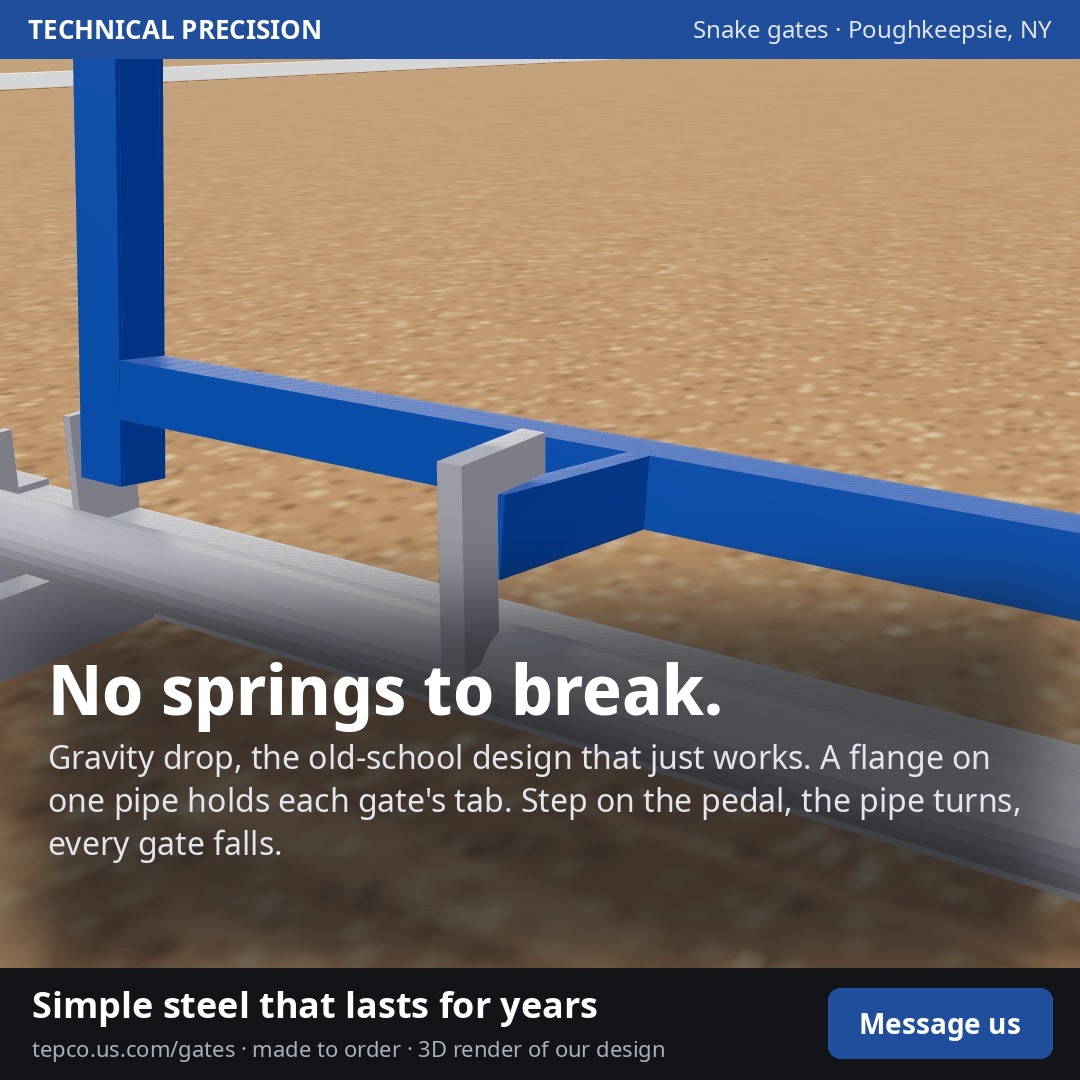 TECHNICAL PRECISION
Snake gates · Poughkeepsie, NY
No springs to break.
Gravity drop, the old-school design that just works. A flange on
one pipe holds each gate's tab. Step on the pedal, the pipe turns,
every gate falls.
Simple steel that lasts for years
tepco.us.com/gates · made to order · 3D render of our design
Message us